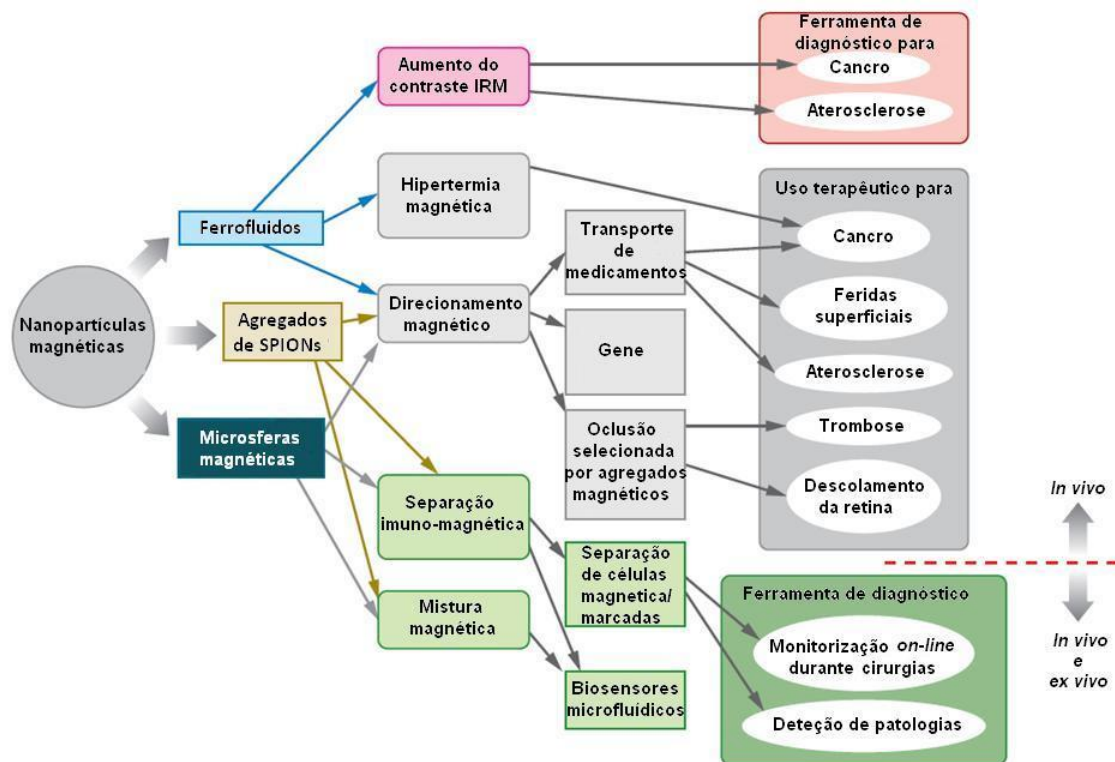 Ferramenta de
diagnóstico para
Cancro
Aterosclerose
Aumento do
contraste IRM
Hipertermia
magnética
Uso terapêutico para
Cancro
Feridas
superficiais
Aterosclerose
Trombose
Descolamento
da retina
Ferrofluidos
Transporte
de
medicamentos
Nanopartículas
magnéticas
Agregados
de SPIONs
Direcionamento
magnético
Gene
Microsferas
magnéticas
Oclusão
selecionada
por agregados
magnéticos
Separação
imuno-magnética
In vivo
Separação
de células
magnetica/
marcadas
Mistura
magnética
Biosensores
microfluídicos
Ferramenta de diagnóstico
Monitorização on-line
durante cirurgias
Deteção de patologias
In vivo
e
ex vivo